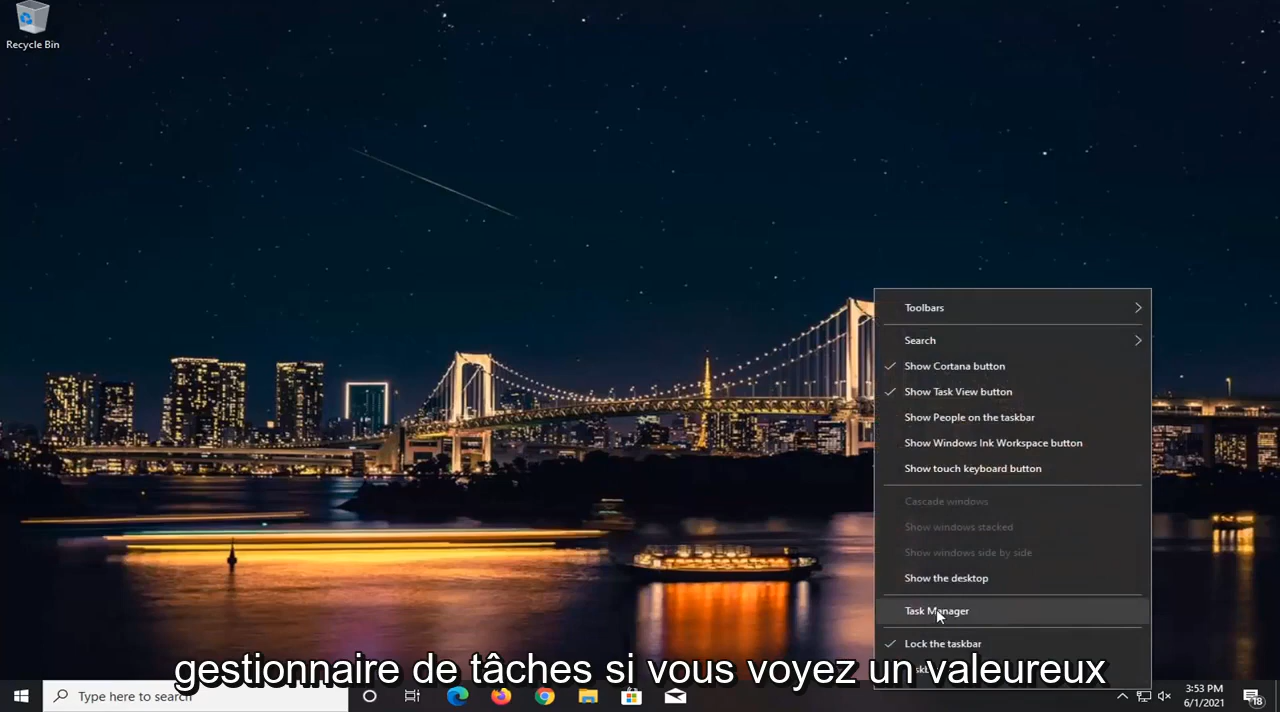 Recycle Bin
Toolbars
Search
Show Cortana button
Show Task View button
Show People on the taskbar
Show Windows Ink Workspace button
Show touch keyboard button
Cascade windows
Show windows stacked
Show windows side by side
Show the desktop
Task Manager
Lock the taskbar
gestionnaire de tâches si vous voyez un valeureux
Type here to search
3:53 PM
6/1/2021
18